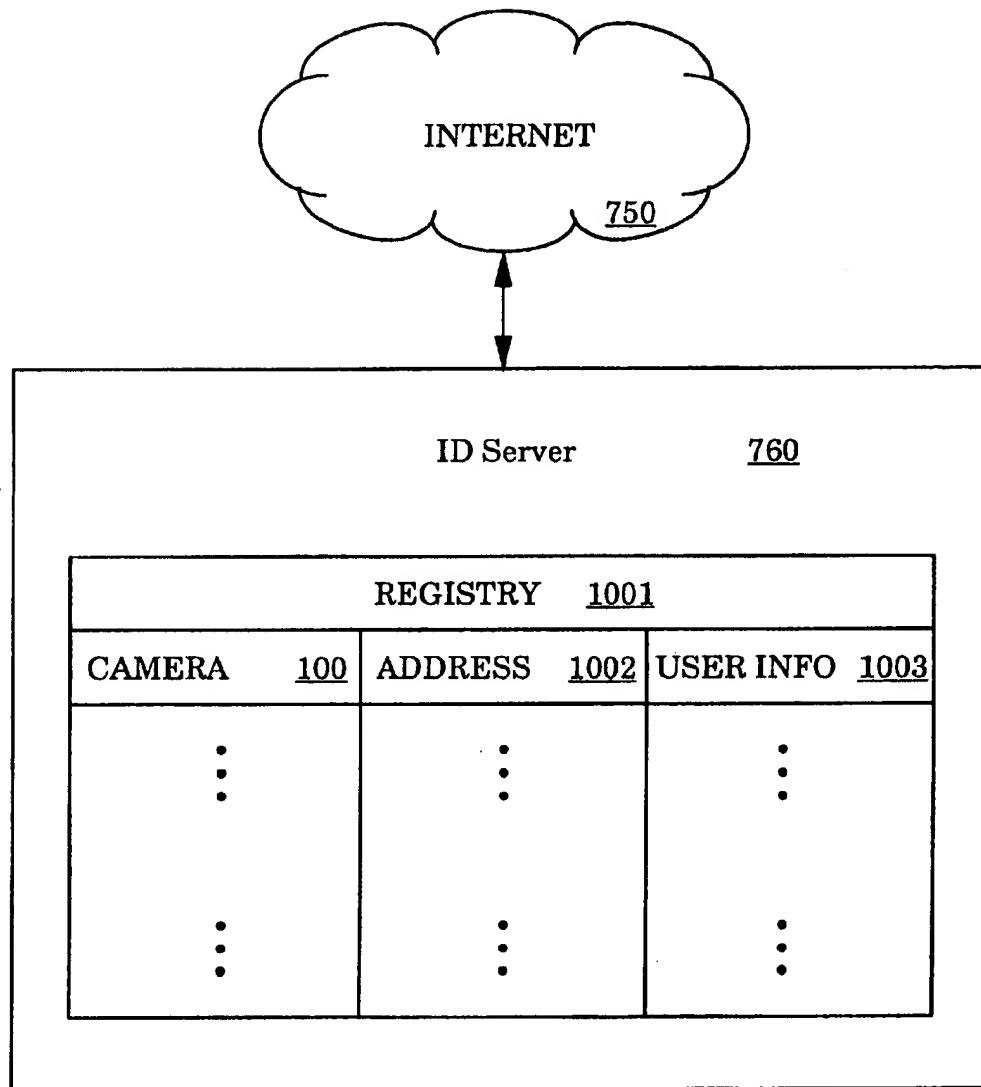 INTERNET
750
ID Server 760
REGISTRY 1001
CAMERA 100 ADDRESS 1002 USER INFO 1003